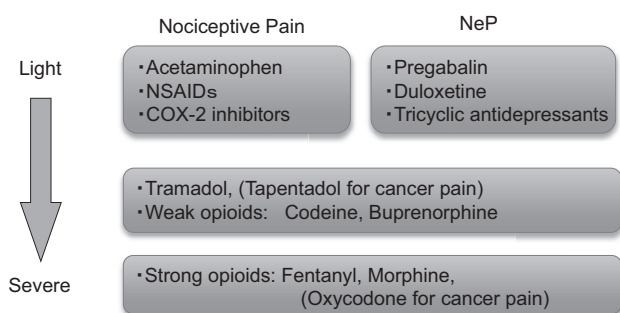 Nociceptive Pain
NeP
Light
・Acetaminophen
・NSAIDs
・COX-2 inhibitors
・Pregabalin
・Duloxetine
・Tricyclic antidepressants
・Tramadol, (Tapentadol for cancer pain)
・Weak opioids: Codeine, Buprenorphine
Severe
・Strong opioids: Fentanyl, Morphine,
(Oxycodone for cancer pain)